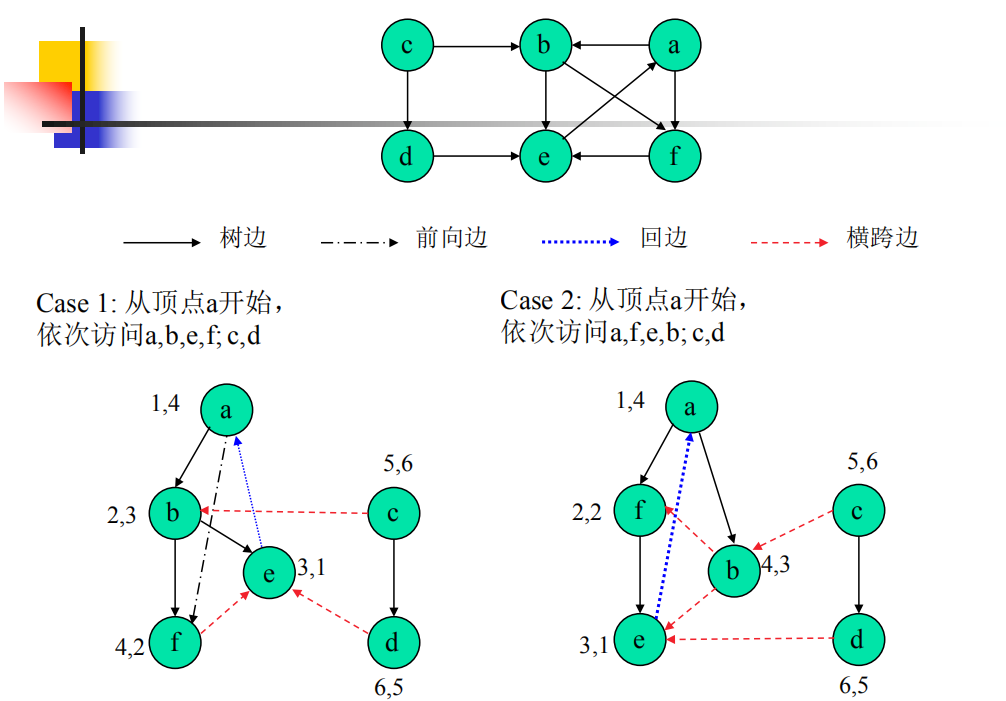 c b a
d e f
树边 前向边 回边 横跨边
Case 1: 从顶点a开始,
依次访问a,b,e,f; c,d
Case 2: 从顶点a开始,
依次访问a,f,e,b; c,d
1,4 a
5,6
2,3 b c
e 3,1
4,2 f d
6,5
1,4 a
5,6
2,2 f c
b 4,3
3,1 e d
6,5